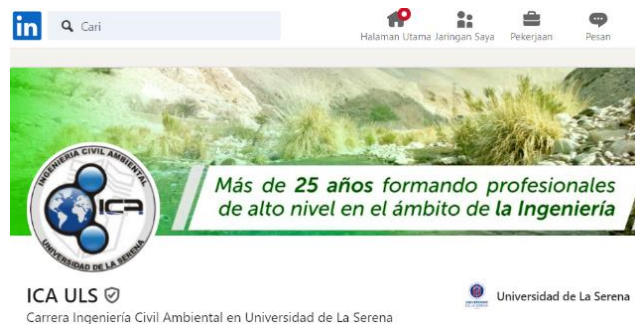 in
Cari
Halaman Utama
Jaringan Saya
Pekerjaan
Pesan
INGENIERIA CIVIL AMBIENTAL
ICA
UNIVERSIDAD DE LA SERENA
Más de 25 años formando profesionales
de alto nivel en el ámbito de la Ingeniería
ICA ULS
Universidad de La Serena
Carrera Ingeniería Civil Ambiental en Universidad de La Serena